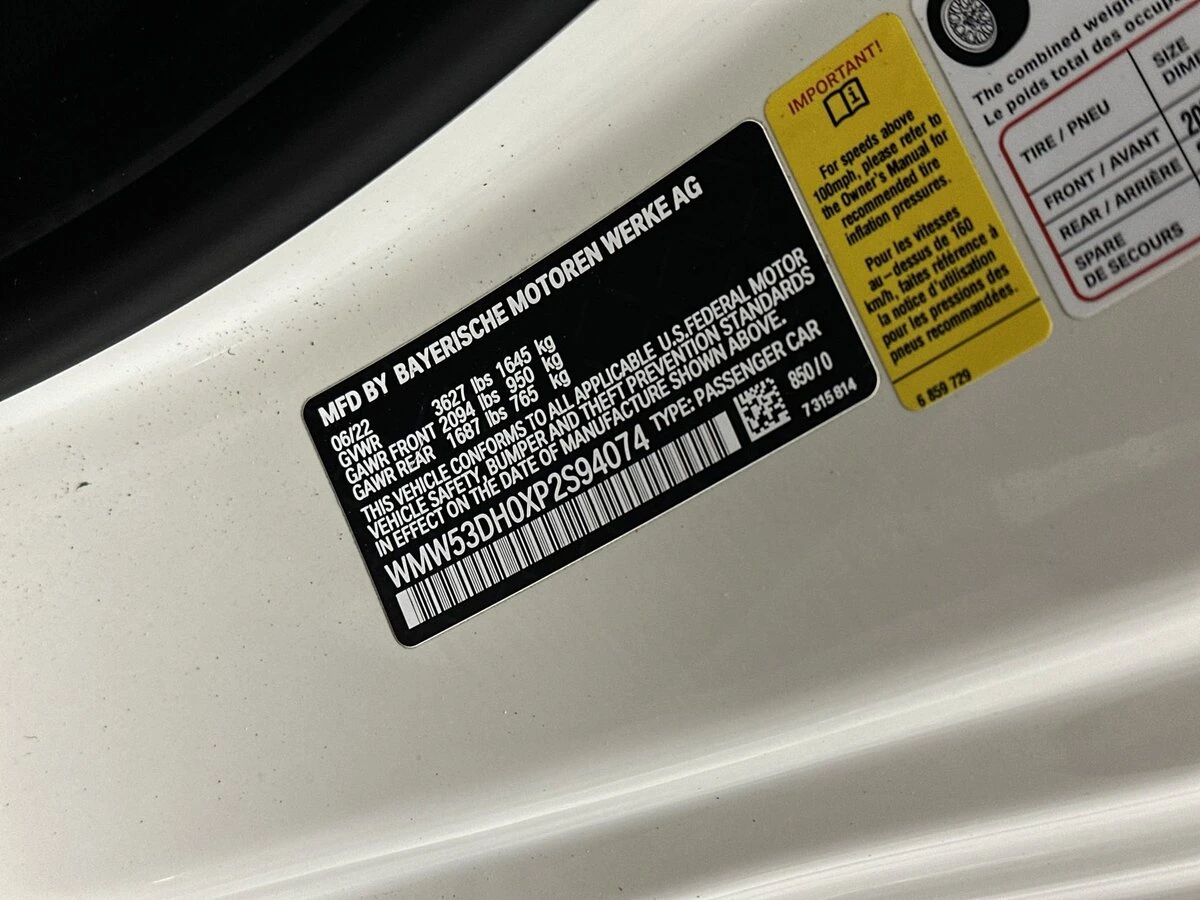 MFD BY BAYERISCHE MOTOREN WERKE AG
06/22
GVWR 3627 lbs 1645 kg
GAWR FRONT 2094 lbs 950 kg
GAWR REAR 1687 lbs 765 kg
THIS VEHICLE CONFORMS TO ALL APPLICABLE U.S.FEDERAL MOTOR
VEHICLE SAFETY, BUMPER AND THEFT PREVENTION STANDARDS
IN EFFECT ON THE DATE OF MANUFACTURE SHOWN ABOVE.
WMW53DH0XP2S94074 TYPE: PASSENGER CAR
850/0
7 315 814
IMPORTANT!
i
For speeds above
100mph, please refer to
the Owner's Manual for
recommended tire
inflation pressures.
Pour les vitesses
au-dessus de 160
km/h, faites référence à
la notice d'utilisation
pour les pressions des
pneus recommandées.
6 859 729
The combined weight
Le poids total des
TIRE / PNEU
SIZE
FRONT / AVANT
20
REAR / ARRIÈRE
SPARE
DE SECOURS